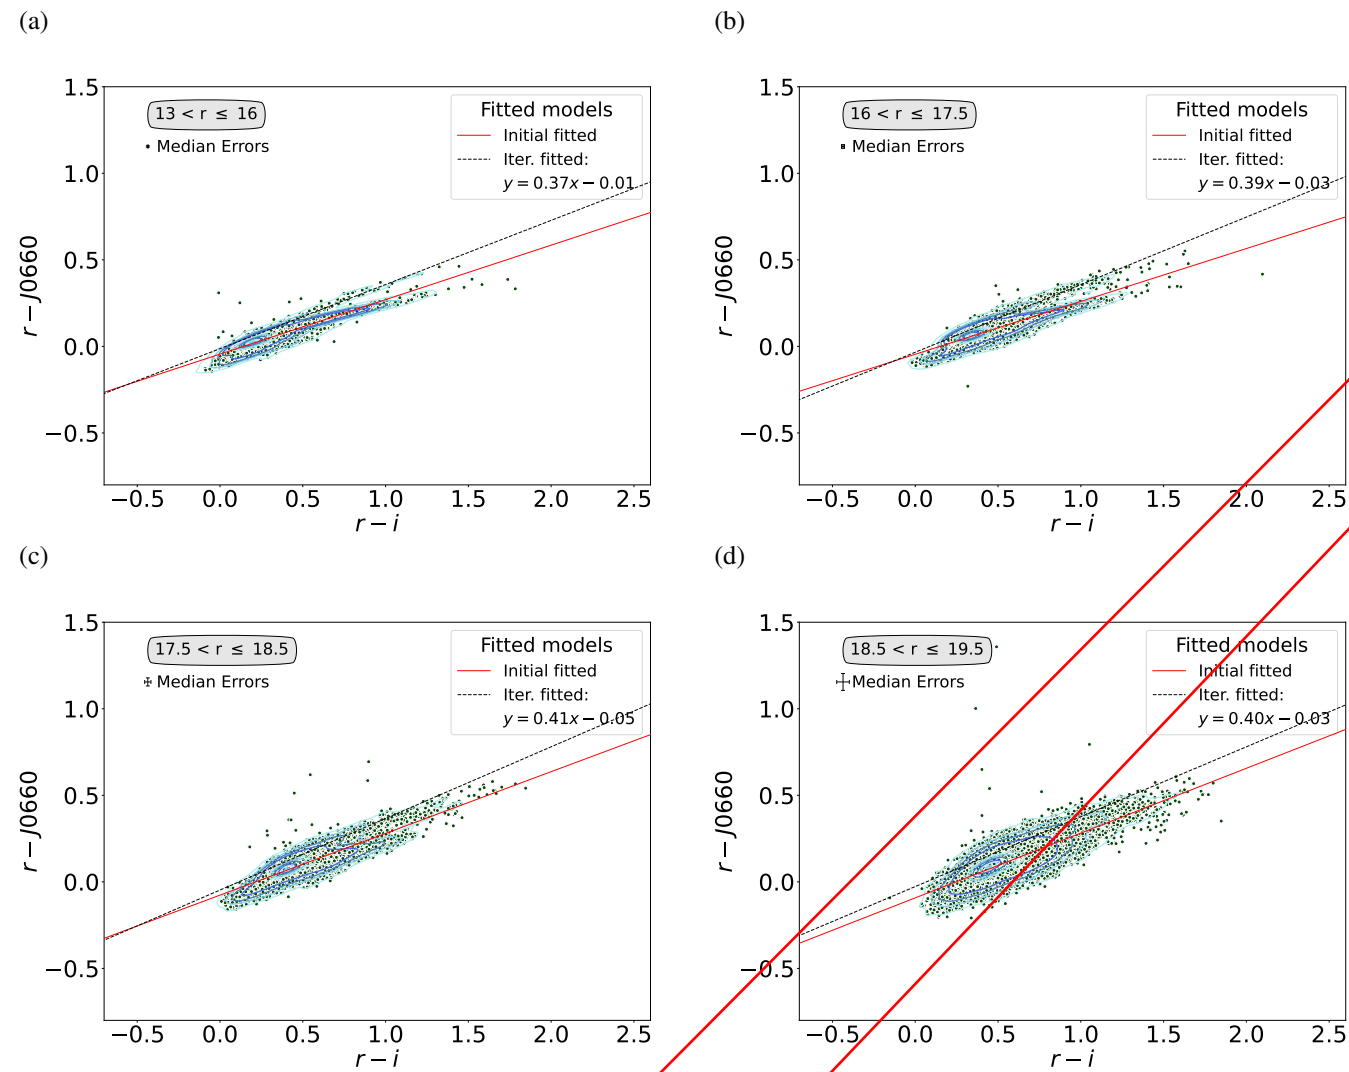 (a)
1.5
1.0
0.5
0.0
−0.5
r − J0660
13 < r ≤ 16
Median Errors
Fitted models
Initial fitted
Iter. fitted:
y = 0.37x − 0.01
−0.5 0.0 0.5 1.0 1.5 2.0 2.5
r − i
(b)
1.5
1.0
0.5
0.0
−0.5
r − J0660
16 < r ≤ 17.5
Median Errors
Fitted models
Initial fitted
Iter. fitted:
y = 0.39x − 0.03
−0.5 0.0 0.5 1.0 1.5 2.0 2.5
r − i
(c)
1.5
1.0
0.5
0.0
−0.5
r − J0660
17.5 < r ≤ 18.5
Median Errors
Fitted models
Initial fitted
Iter. fitted:
y = 0.41x − 0.05
−0.5 0.0 0.5 1.0 1.5 2.0 2.5
r − i
(d)
1.5
1.0
0.5
0.0
−0.5
r − J0660
18.5 < r ≤ 19.5
Median Errors
Fitted models
Initial fitted
Iter. fitted:
y = 0.40x − 0.03
−0.5 0.0 0.5 1.0 1.5 2.0 2.5
r − i